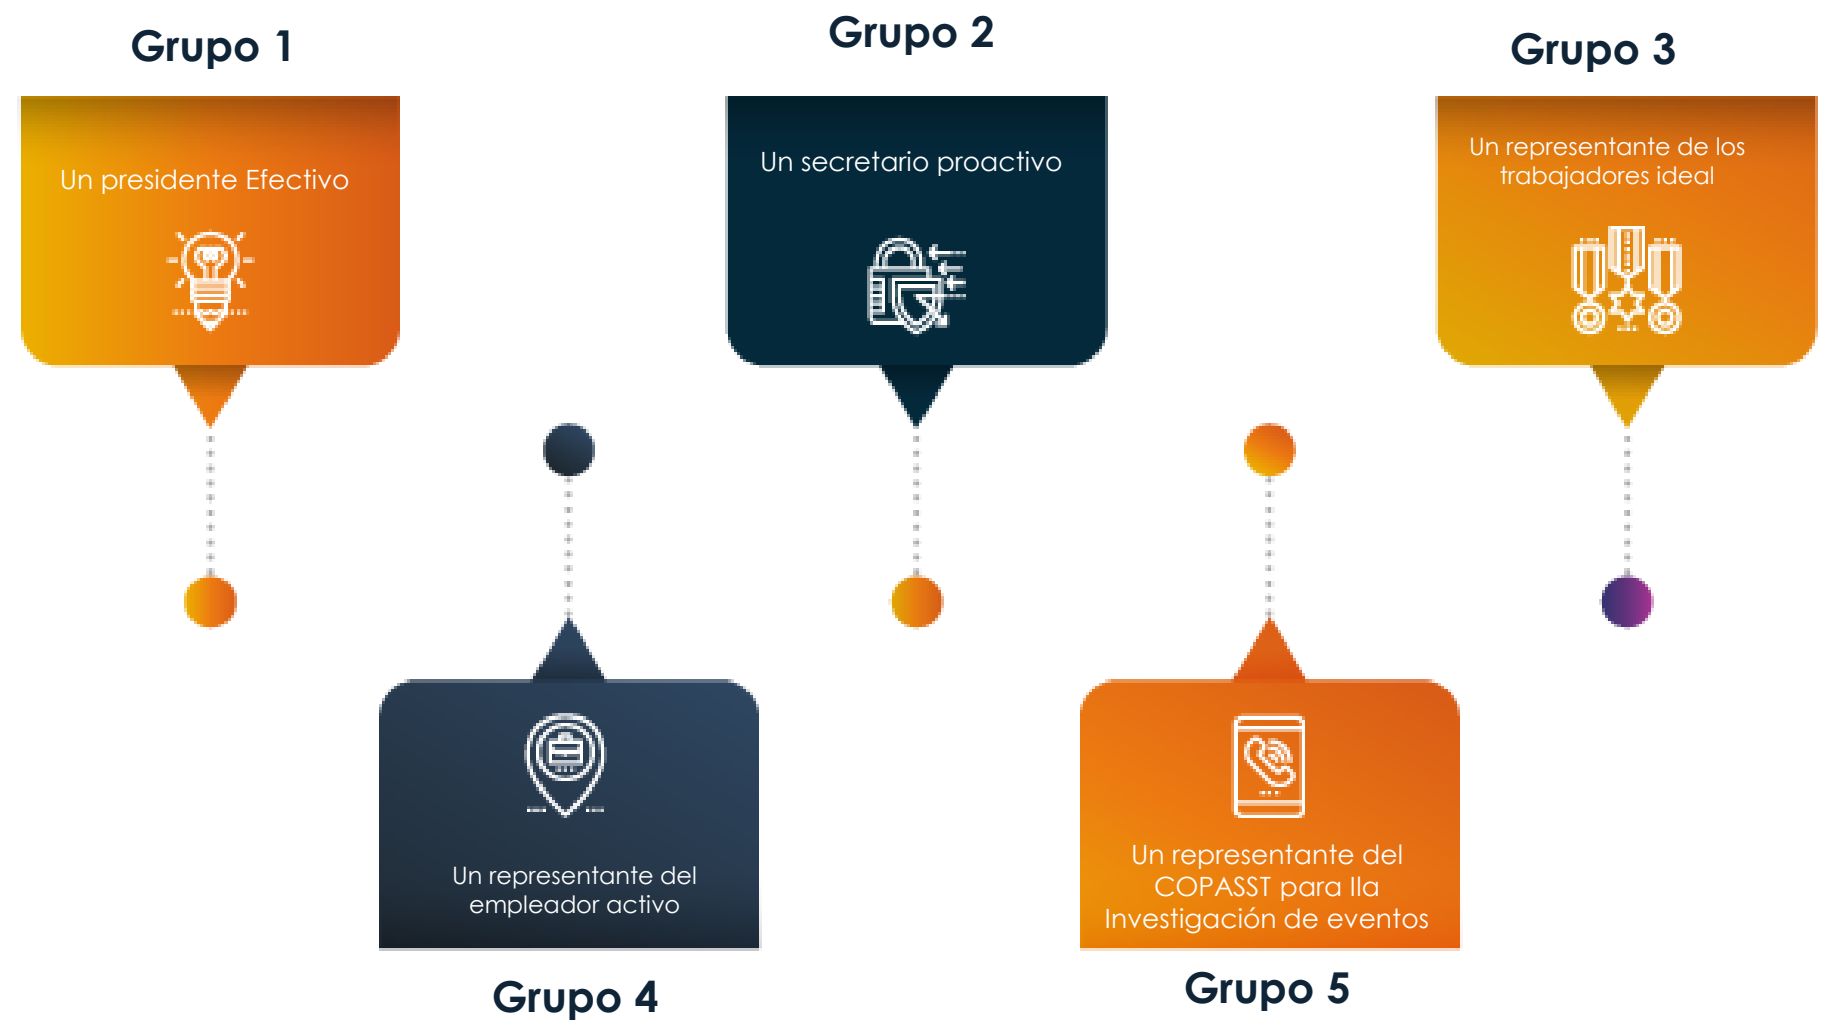 Grupo 1
Un presidente Efectivo
Grupo 2
Un secretario proactivo
Grupo 3
Un representante de los
trabajadores ideal
Un representante del
empleador activo
Grupo 4
Un representante del
COPASST para lla
Investigación de eventos
Grupo 5